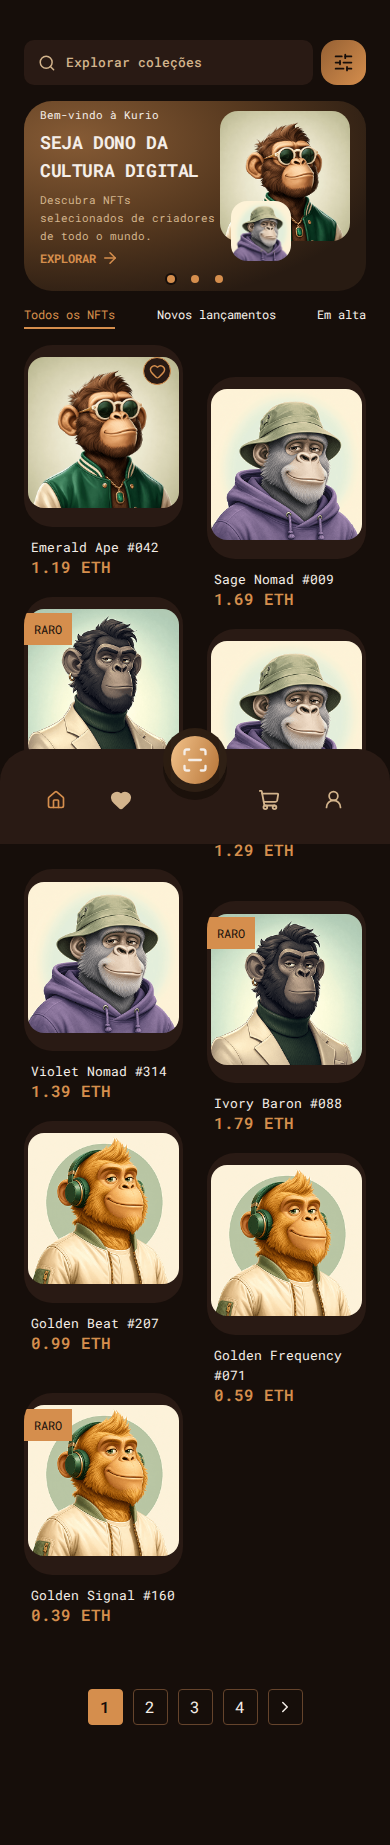 Explorar coleções
Bem-vindo à Kurio
SEJA DONO DA
CULTURA DIGITAL
Descubra NFTs
selecionados de criadores
de todo o mundo.
EXPLORAR
Todos os NFTs
Novos lançamentos
Em alta
Emerald Ape #042
1.19 ETH
Sage Nomad #009
1.69 ETH
RARO
1.29 ETH
Violet Nomad #314
1.39 ETH
RARO
Ivory Baron #088
1.79 ETH
Golden Beat #207
0.99 ETH
Golden Frequency
#071
0.59 ETH
RARO
Golden Signal #160
0.39 ETH
1
2
3
4